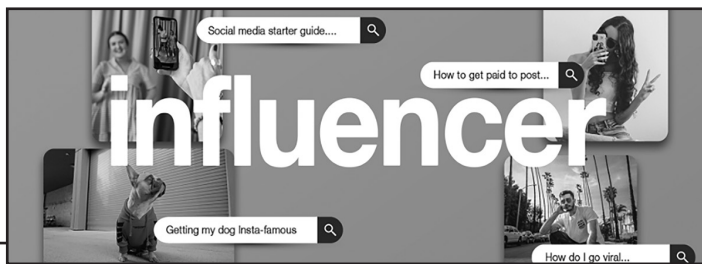 Social media starter guide....
How to get paid to post...
influencer
Getting my dog Insta-famous
How do I go viral...